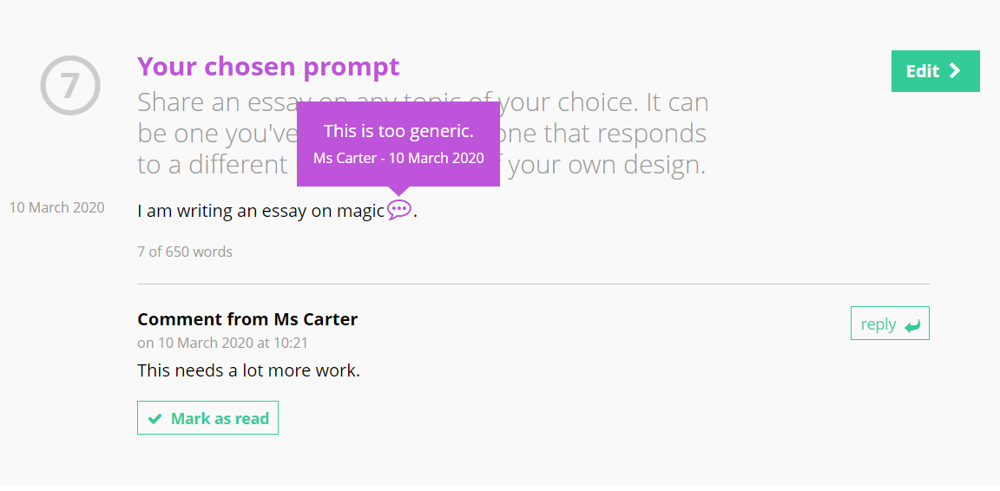 7
Your chosen prompt
Edit
Share an essay on any topic of your choice. It can
be one you've one that responds
to a different your own design.
This is too generic.
Ms Carter - 10 March 2020
10 March 2020
I am writing an essay on magic.
7 of 650 words
Comment from Ms Carter
reply
on 10 March 2020 at 10:21
This needs a lot more work.
Mark as read